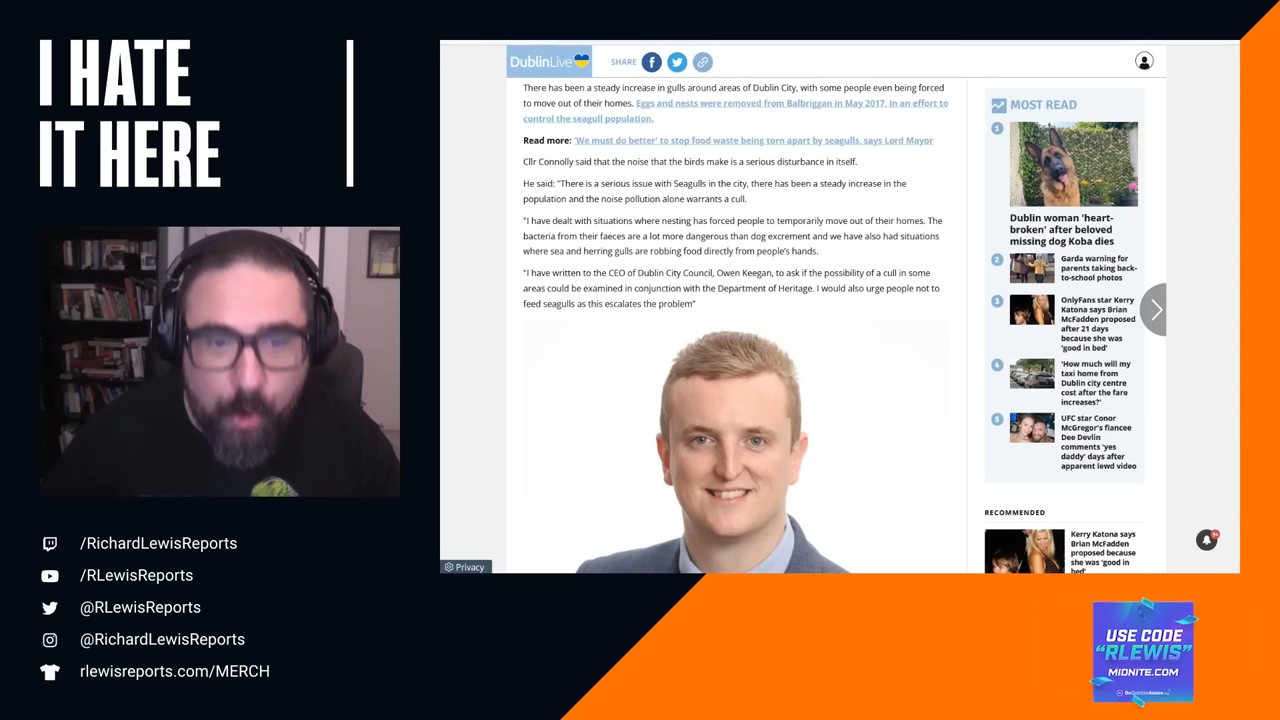 I HATE
IT HERE
/RichardLewisReports
/RLewisReports
@RLewisReports
@RichardLewisReports
rlewisreports.com/MERCH
DublinLive
SHARE
There has been a steady increase in gulls around areas of Dublin City, with some people even being forced
to move out of their homes. Eggs and nests were removed from Balbriggan in May 2017, in an effort to
control the seagull population.
Read more: 'We must do better' to stop food waste being torn apart by seagulls, says Lord Mayor
Cllr Connolly said that the noise that the birds make is a serious disturbance in itself.
He said: "There is a serious issue with Seagulls in the city, there has been a steady increase in the
population and the noise pollution alone warrants a cull.
"I have dealt with situations where nesting has forced people to temporarily move out of their homes. The
bacteria from their faeces are a lot more dangerous than dog excrement and we have also had situations
where sea and herring gulls are robbing food directly from people's hands.
"I have written to the CEO of Dublin City Council, Owen Keegan, to ask if the possibility of a cull in some
areas could be examined in conjunction with the Department of Heritage. I would also urge people not to
feed seagulls as this escalates the problem"
Privacy
MOST READ
1
Dublin woman 'heart-
broken' after beloved
missing dog Koba dies
2
Garda warning for
parents taking back-
to-school photos
3
OnlyFans star Kerry
Katona says Brian
McFadden proposed
after 21 days
because she was
'good in bed'
4
'How much will my
taxi home from
Dublin city centre
cost after the fare
increases?'
5
UFC star Conor
McGregor's fiancee
Dee Devlin
comments 'yes
daddy' days after
apparent lewd video
RECOMMENDED
Kerry Katona says
Brian McFadden
proposed because
she was 'good in
bed'
9+
USE CODE
"RLEWIS"
MIDNITE.COM
BeGambleAware.org